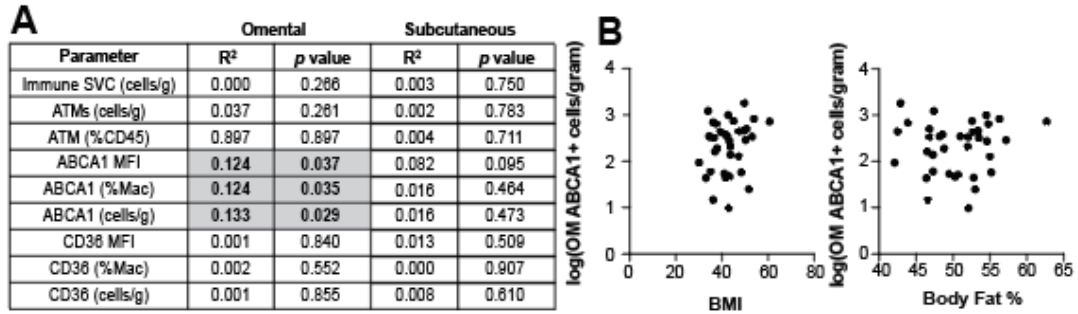 A
Omental Subcutaneous
Parameter R² p value R² p value
Immune SVC (cells/g) 0.000 0.266 0.003 0.750
ATMs (cells/g) 0.037 0.261 0.002 0.783
ATM (%CD45) 0.897 0.897 0.004 0.711
ABCA1 MFI 0.124 0.037 0.082 0.095
ABCA1 (%Mac) 0.124 0.035 0.016 0.464
ABCA1 (cells/g) 0.133 0.029 0.016 0.473
CD36 MFI 0.001 0.840 0.013 0.509
CD36 (%Mac) 0.002 0.552 0.000 0.907
CD36 (cells/g) 0.001 0.855 0.008 0.610
B
log(OM ABCA1+ cells/gram)
4
3
2
1
0
0 20 40 60 80
BMI
log(OM ABCA1+ cells/gram)
4
3
2
1
0
40 45 50 55 60 65
Body Fat %